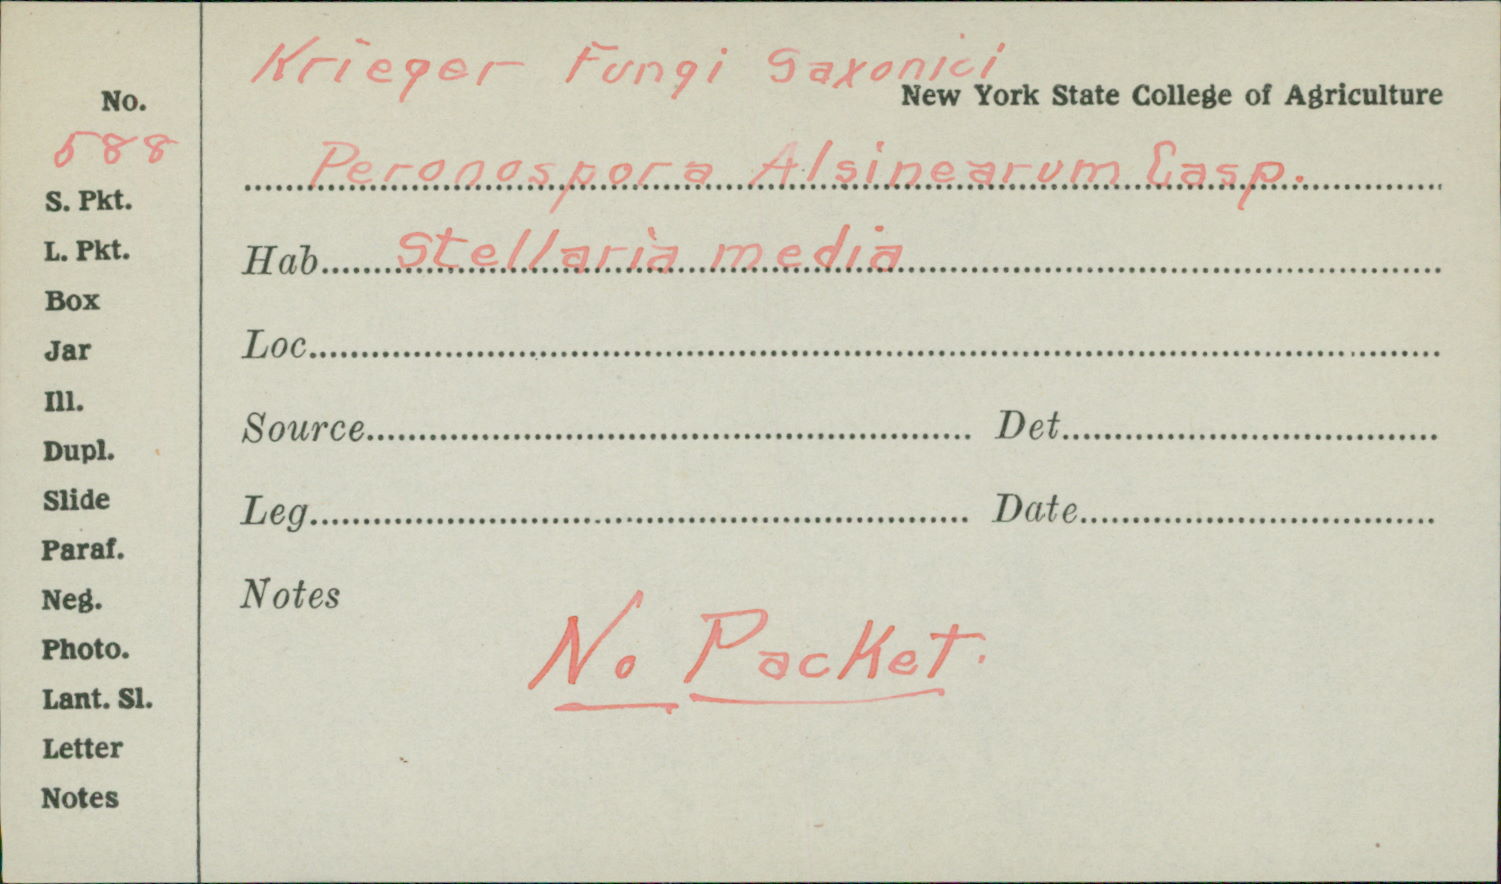 Krieger Fungi Saxonici
New York State College of Agriculture
No.
588
S. Pkt.
L. Pkt.
Box
Jar
Ill.
Dupl.
Slide
Paraf.
Neg.
Photo.
Lant. Sl.
Letter
Notes
Peronospora Alsinearum Casp.
Hab. Stellaria media
Loc.
Source Det.
Leg. Date
Notes
No Packet.